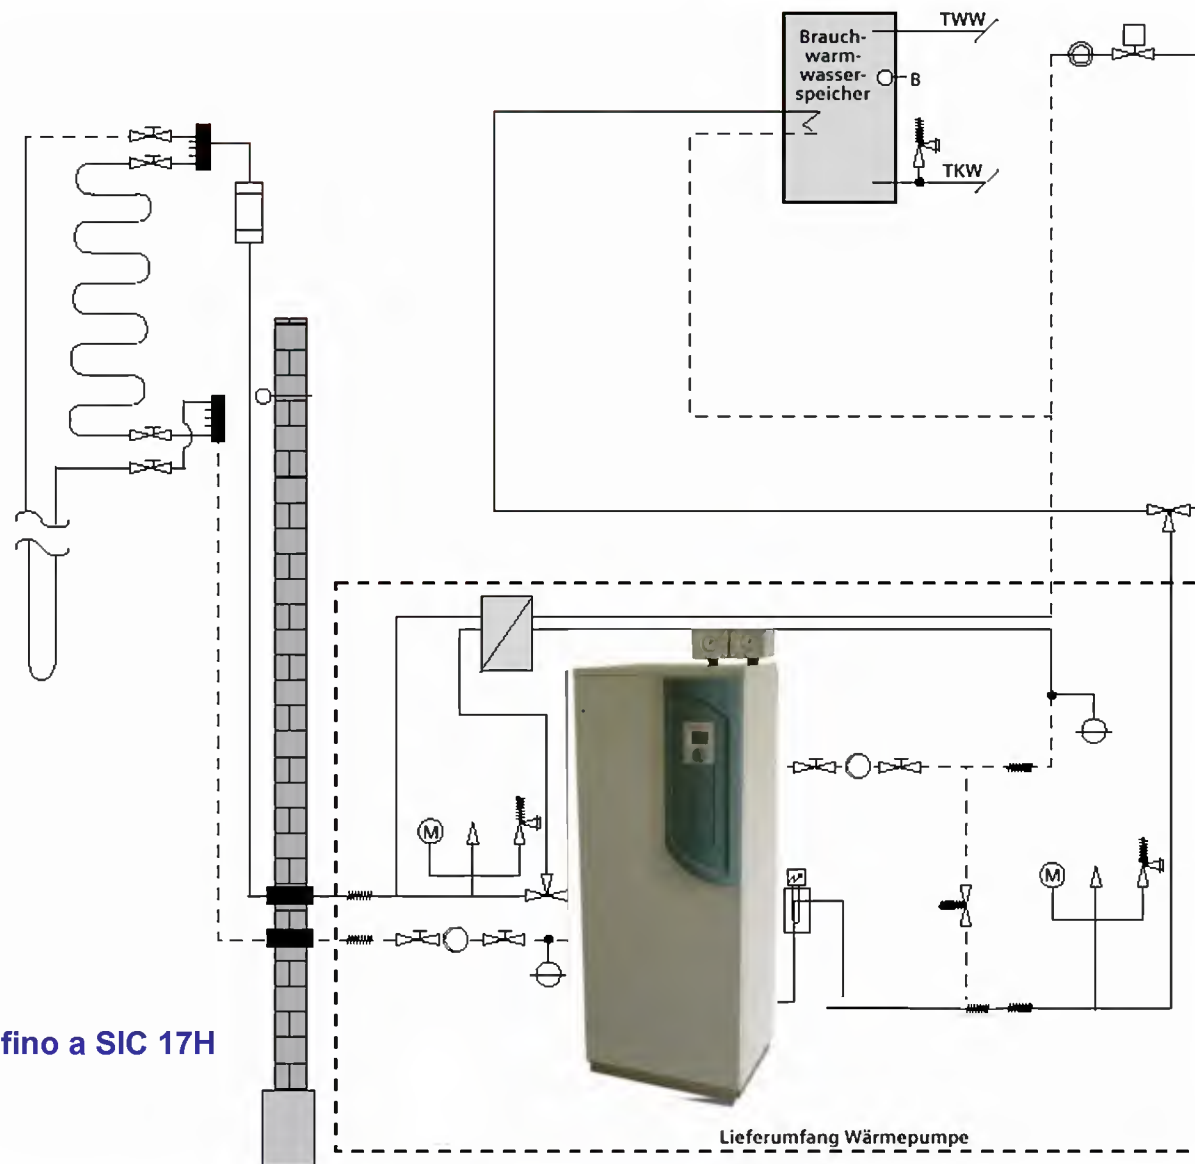 TWW
Brauch-
warm-
wasser-
speicher
B
TKW
M
M
fino a SIC 17H
Lieferumfang Wärmepumpe